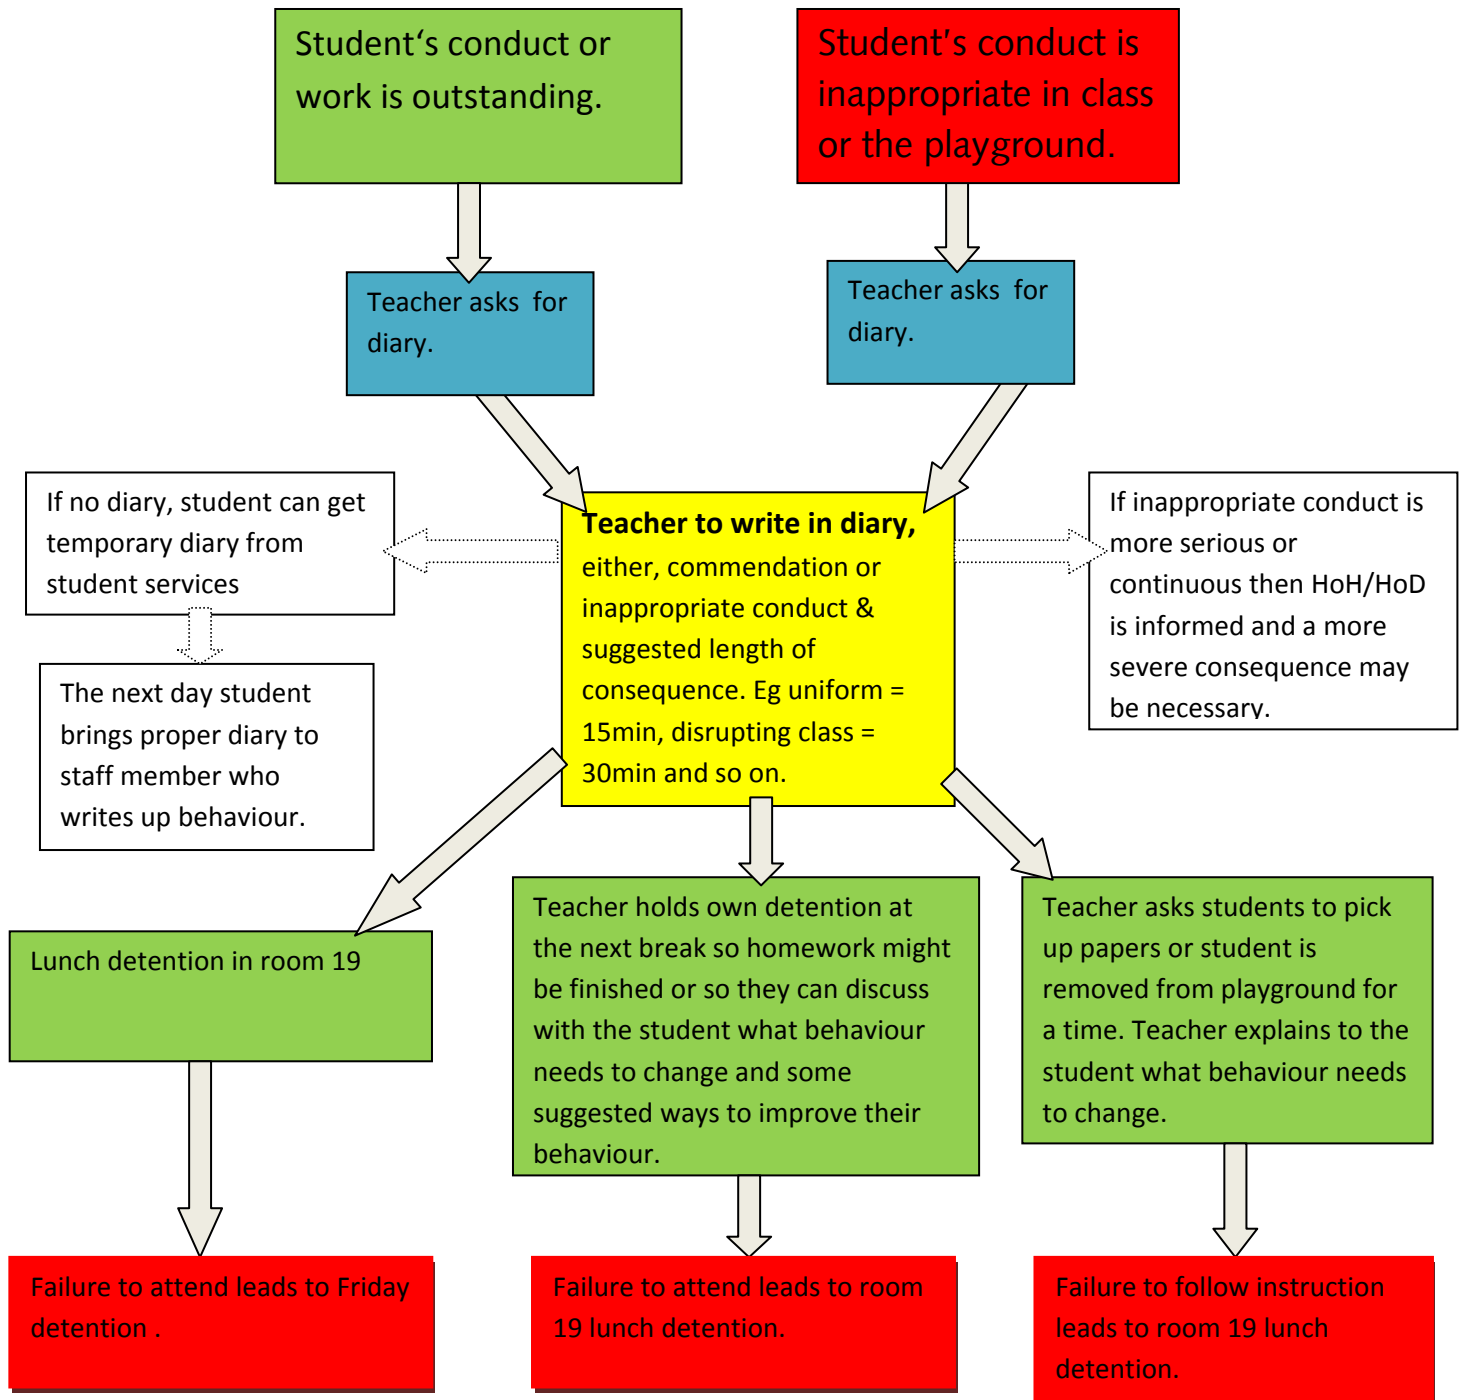 Student‘s conduct or
work is outstanding.
Student's conduct is
inappropriate in class
or the playground.
Teacher asks  for
diary.
Teacher asks  for
diary.
If no diary, student can get
temporary diary from
student services
The next day student
brings proper diary to
staff member who
writes up behaviour.
Teacher to write in diary,
either, commendation or
inappropriate conduct &
suggested length of
consequence. Eg uniform =
15min, disrupting class =
30min and so on.
If inappropriate conduct is
more serious or
continuous then HoH/HoD
is informed and a more
severe consequence may
be necessary.
Lunch detention in room 19
Teacher holds own detention at
the next break so homework might
be finished or so they can discuss
with the student what behaviour
needs to change and some
suggested ways to improve their
behaviour.
Teacher asks students to pick
up papers or student is
removed from playground for
a time. Teacher explains to the
student what behaviour needs
to change.
Failure to attend leads to Friday
detention .
Failure to attend leads to room
19 lunch detention.
Failure to follow instruction
leads to room 19 lunch
detention.